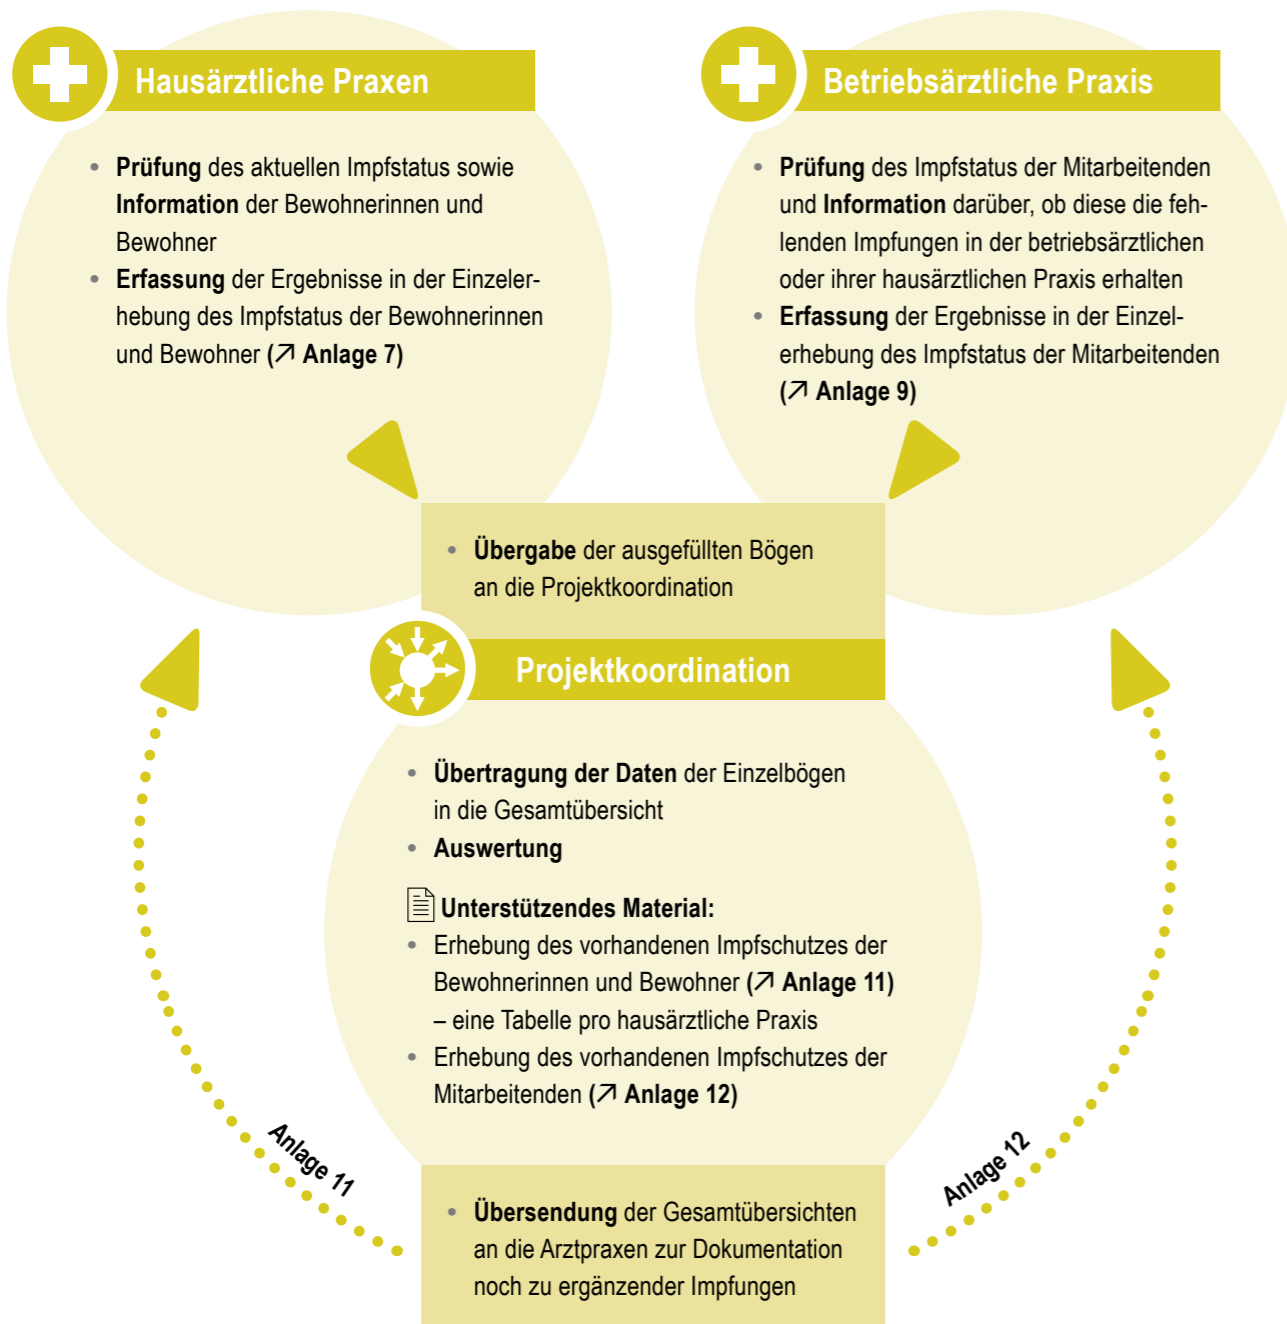 Hausärztliche Praxen
• Prüfung des aktuellen Impfstatus sowie
Information der Bewohnerinnen und
Bewohner
• Erfassung der Ergebnisse in der Einzeler-
hebung des Impfstatus der Bewohnerinnen
und Bewohner (↗ Anlage 7)
Betriebsärztliche Praxis
• Prüfung des Impfstatus der Mitarbeitenden
und Information darüber, ob diese die feh-
lenden Impfungen in der betriebsärztlichen
oder ihrer hausärztlichen Praxis erhalten
• Erfassung der Ergebnisse in der Einzel-
erhebung des Impfstatus der Mitarbeitenden
(↗ Anlage 9)
• Übergabe der ausgefüllten Bögen
an die Projektkoordination
Projektkoordination
• Übertragung der Daten der Einzelbögen
in die Gesamtübersicht
• Auswertung
Unterstützendes Material:
• Erhebung des vorhandenen Impfschutzes der
Bewohnerinnen und Bewohner (↗ Anlage 11)
– eine Tabelle pro hausärztliche Praxis
• Erhebung des vorhandenen Impfschutzes der
Mitarbeitenden (↗ Anlage 12)
Anlage 11
Anlage 12
• Übersendung der Gesamtübersichten
an die Arztpraxen zur Dokumentation
noch zu ergänzender Impfungen